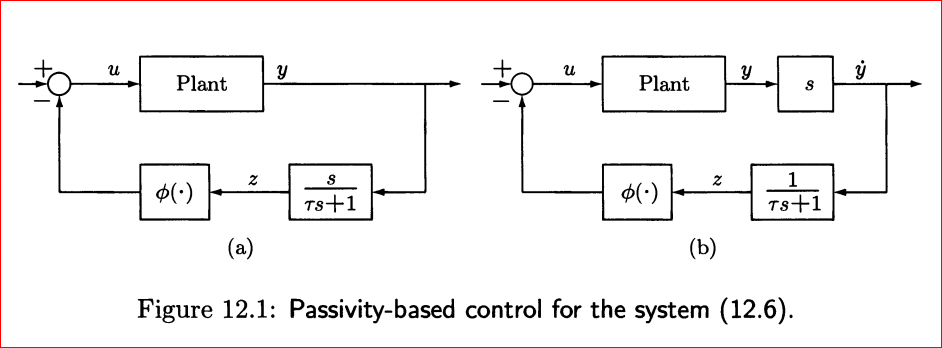 + u Plant y
−
φ(·) z s/(τs+1)
(a)
+ u Plant y s ẏ
−
φ(·) z 1/(τs+1)
(b)
Figure 12.1: Passivity-based control for the system (12.6).